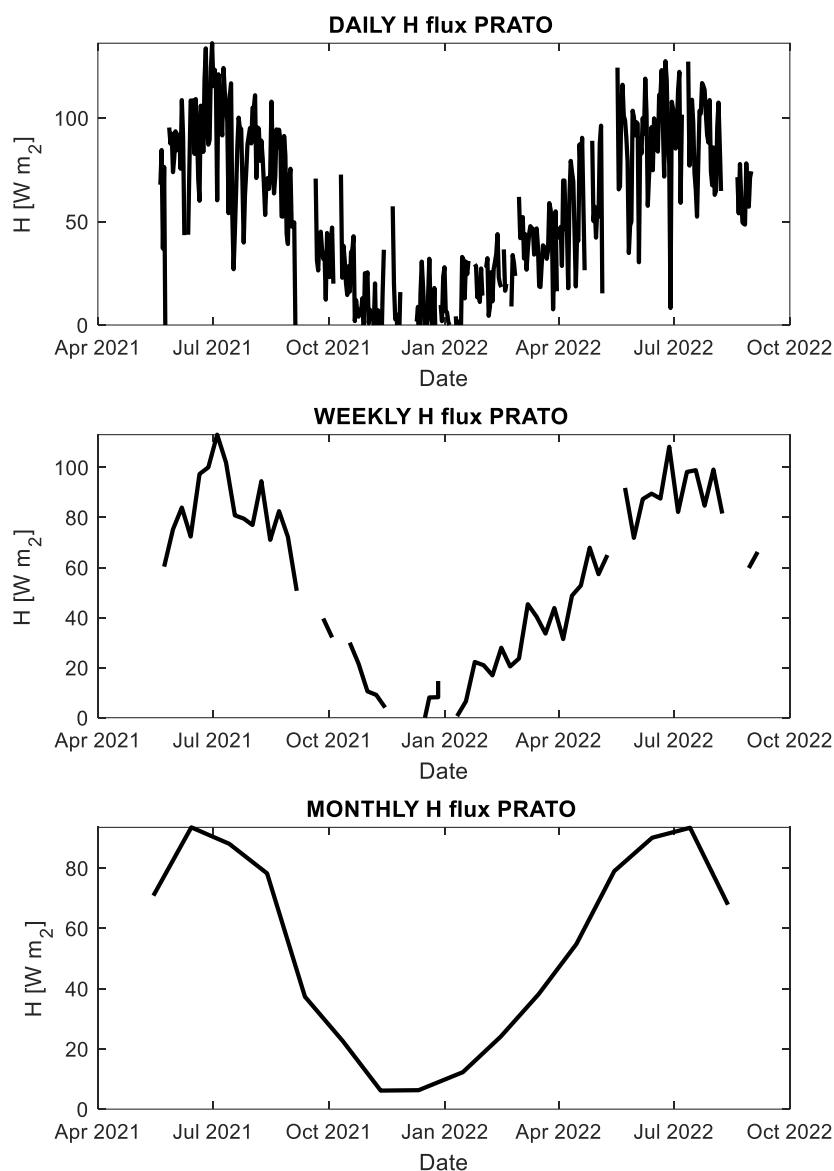 DAILY H flux PRATO
H [W m2]
100
50
0
Apr 2021 Jul 2021 Oct 2021 Jan 2022 Apr 2022 Jul 2022 Oct 2022
Date
WEEKLY H flux PRATO
H [W m2]
100
80
60
40
20
0
Apr 2021 Jul 2021 Oct 2021 Jan 2022 Apr 2022 Jul 2022 Oct 2022
Date
MONTHLY H flux PRATO
H [W m2]
80
60
40
20
0
Apr 2021 Jul 2021 Oct 2021 Jan 2022 Apr 2022 Jul 2022 Oct 2022
Date